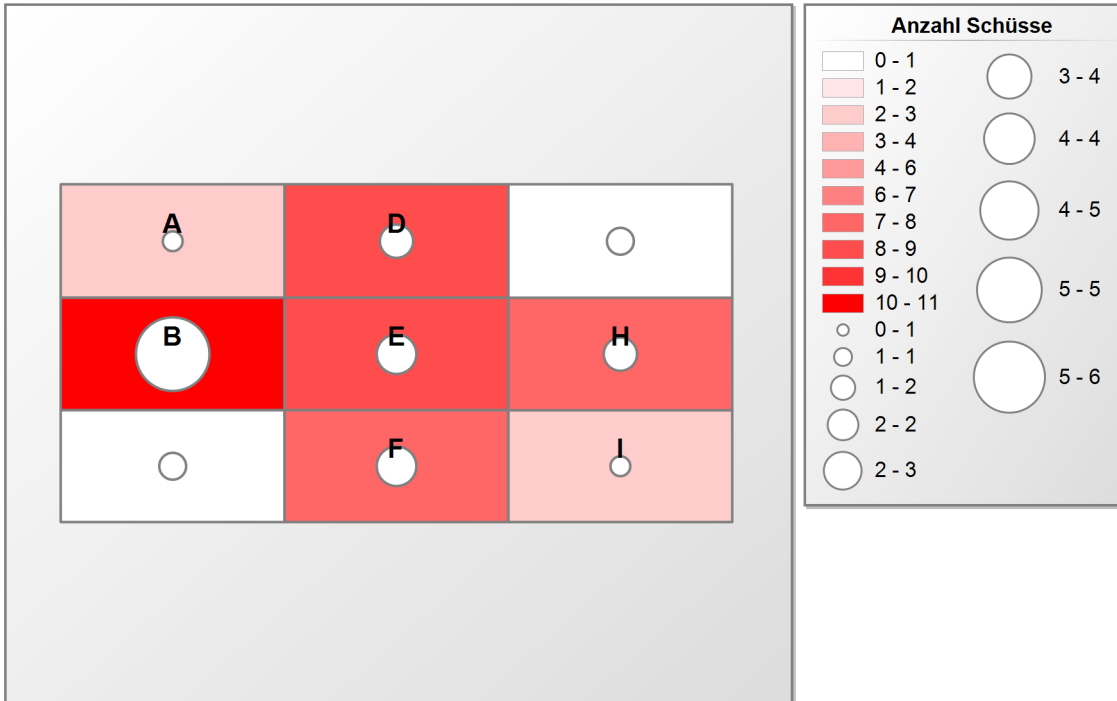 Anzahl Schüsse
0 - 1
1 - 2
2 - 3
3 - 4
4 - 6
6 - 7
7 - 8
8 - 9
9 - 10
10 - 11
0 - 1
1 - 1
1 - 2
2 - 2
2 - 3
3 - 4
4 - 4
4 - 5
5 - 5
5 - 6
A
D
B
E
H
F
I